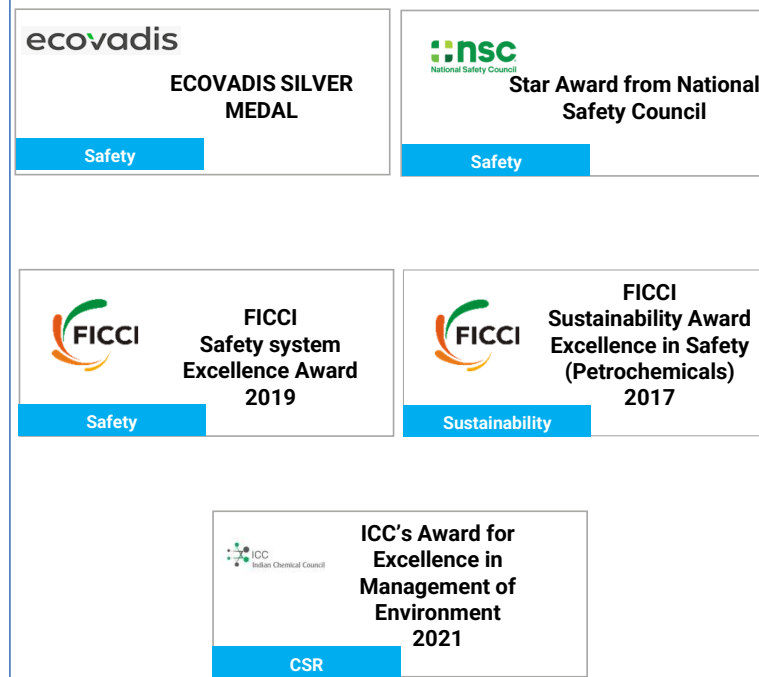 ecovadis
ECOVADIS SILVER
MEDAL
Safety
nsc
National Safety Council
Star Award from National
Safety Council
Safety
FICCI
FICCI
Safety system
Excellence Award
2019
Safety
FICCI
FICCI
Sustainability Award
Excellence in Safety
(Petrochemicals)
2017
Sustainability
ICC
Indian Chemical Council
ICC’s Award for
Excellence in
Management of
Environment
2021
CSR